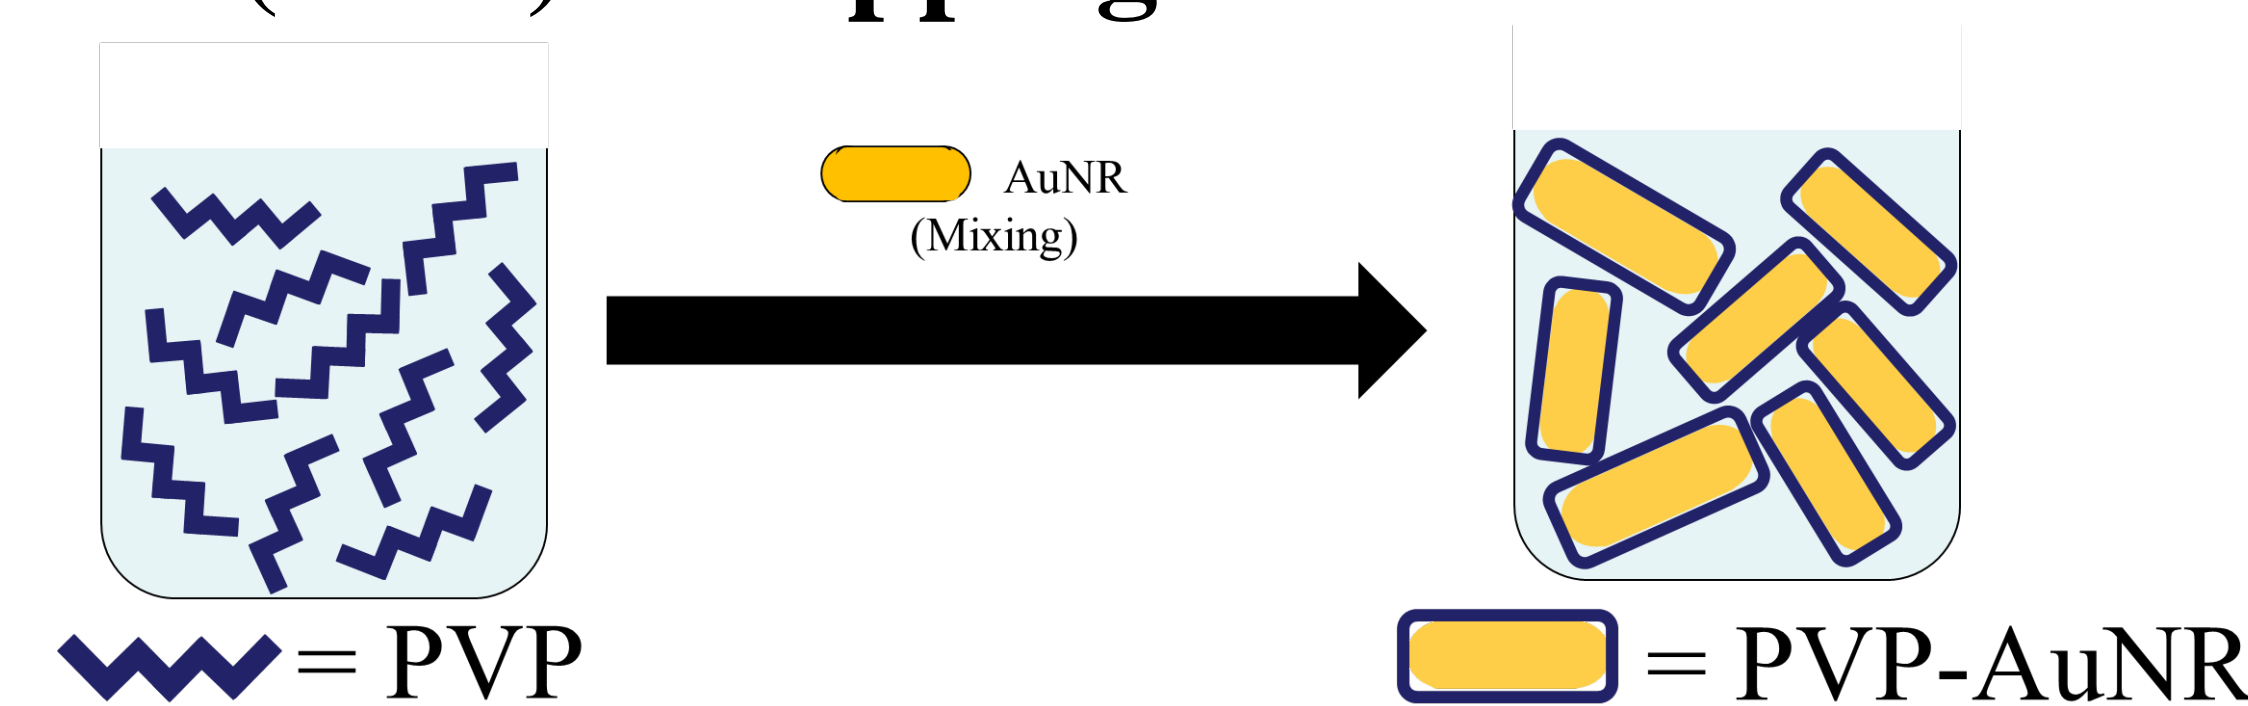 AuNR
(Mixing)
= PVP
= PVP-AuNR